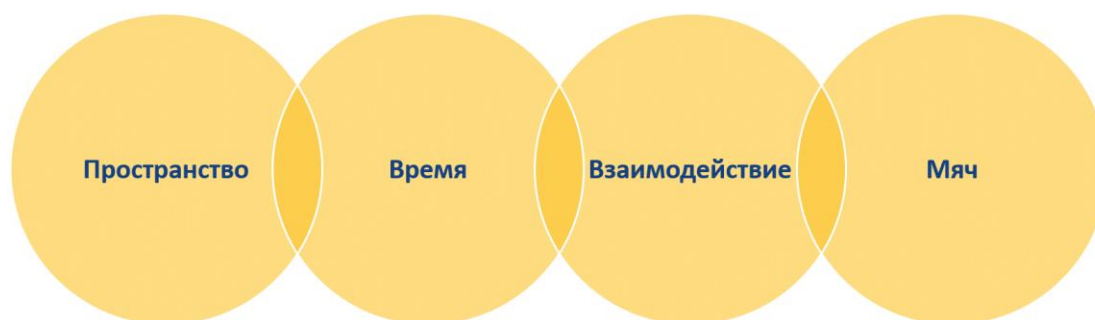 Пространство
Время
Взаимодействие
Мяч